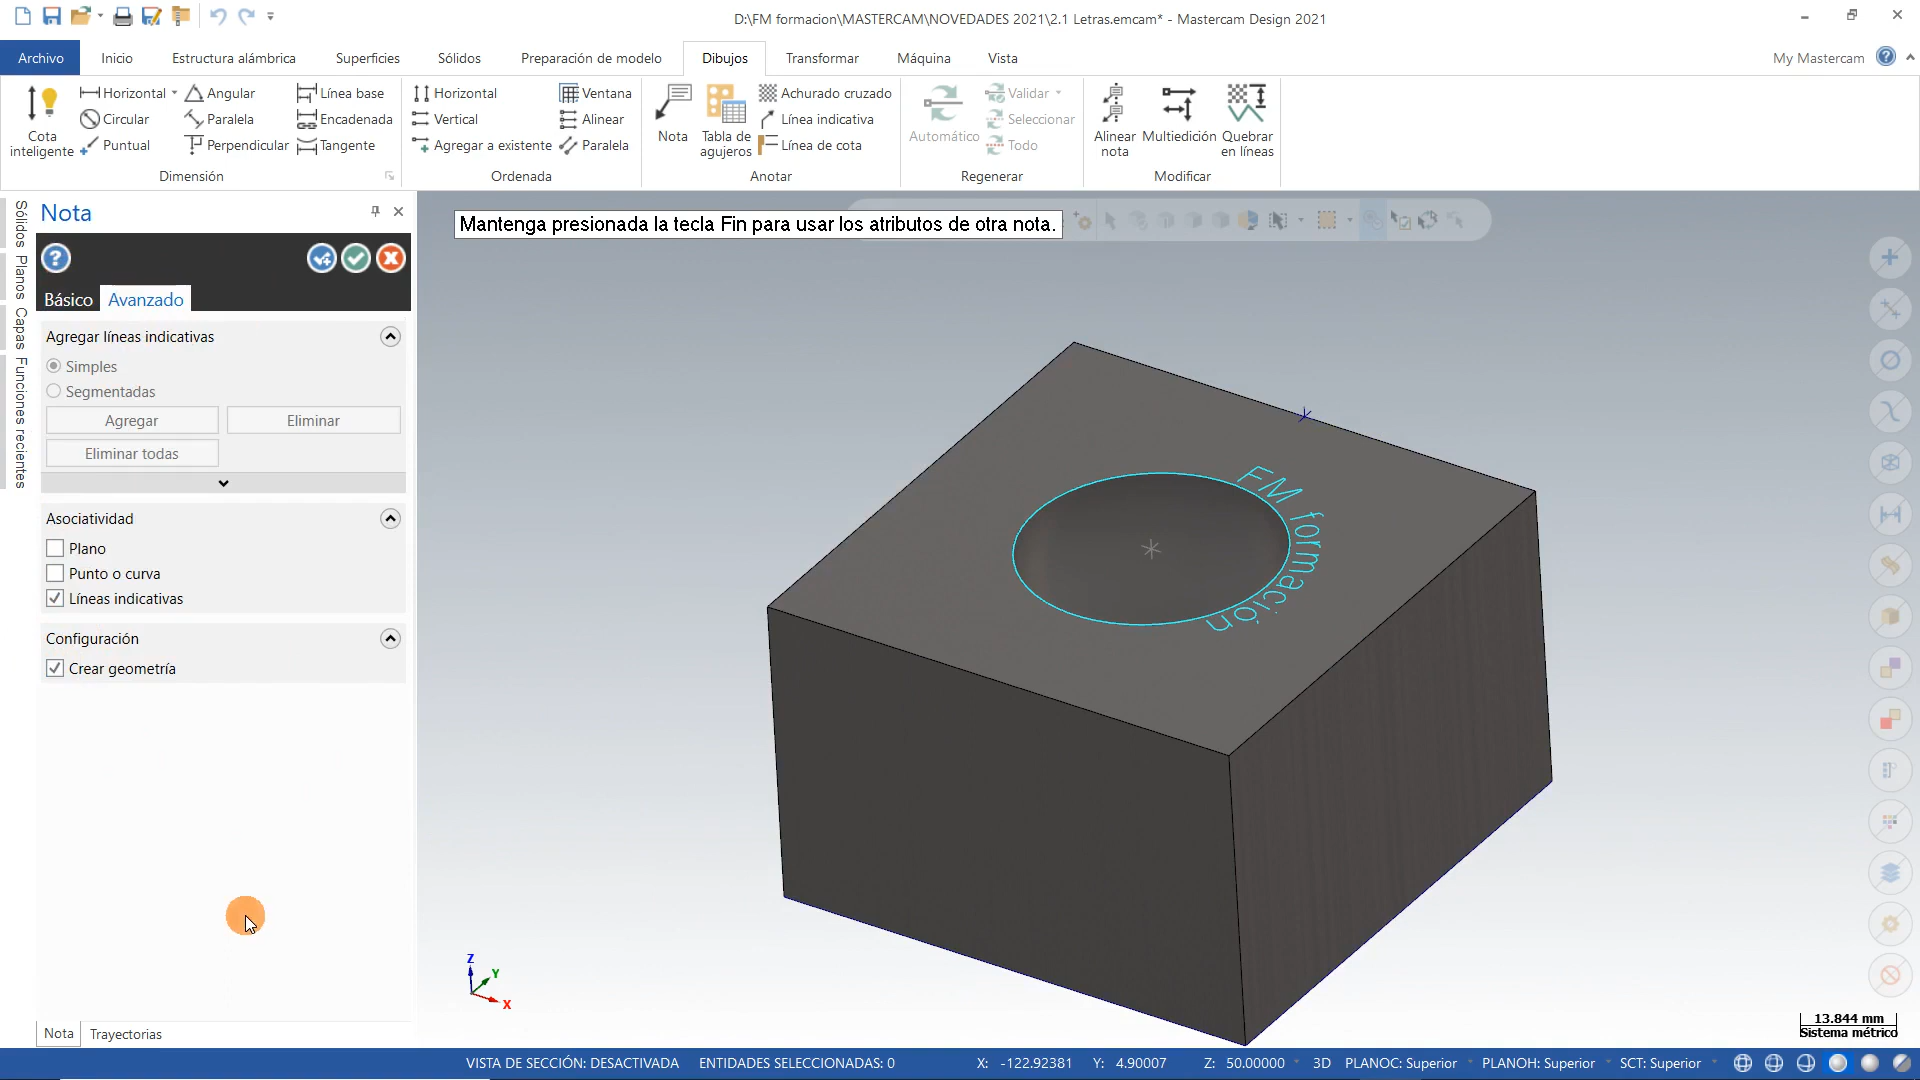 D:\FM formacion\MASTERCAM\NOVEDADES 2021\2.1 Letras.emcam* - Mastercam Design 2021
Archivo Inicio Estructura alámbrica Superficies Sólidos Preparación de modelo Dibujos Transformar Máquina Vista My Mastercam
Cota inteligente
Horizontal Angular Línea base
Circular Paralela Encadenada
Puntual Perpendicular Tangente
Dimensión
Horizontal Ventana
Vertical Alinear
Agregar a existente Paralela
Ordenada
Nota
Tabla de agujeros
Achurado cruzado
Línea indicativa
Línea de cota
Anotar
Automático
Validar
Seleccionar
Todo
Regenerar
Alinear nota
Multiedición
Quebrar en líneas
Modificar
Sólidos Planos Capas Funciones recientes
Nota
Básico Avanzado
Agregar líneas indicativas
Simples
Segmentadas
Agregar Eliminar
Eliminar todas
Asociatividad
Plano
Punto o curva
Líneas indicativas
Configuración
Crear geometría
Nota Trayectorias
Mantenga presionada la tecla Fin para usar los atributos de otra nota.
FM formación
Z
Y
X
13.844 mm
Sistema métrico
VISTA DE SECCIÓN: DESACTIVADA ENTIDADES SELECCIONADAS: 0 X: -122.92381 Y: 4.90007 Z: 50.00000 3D PLANOC: Superior PLANOH: Superior SCT: Superior